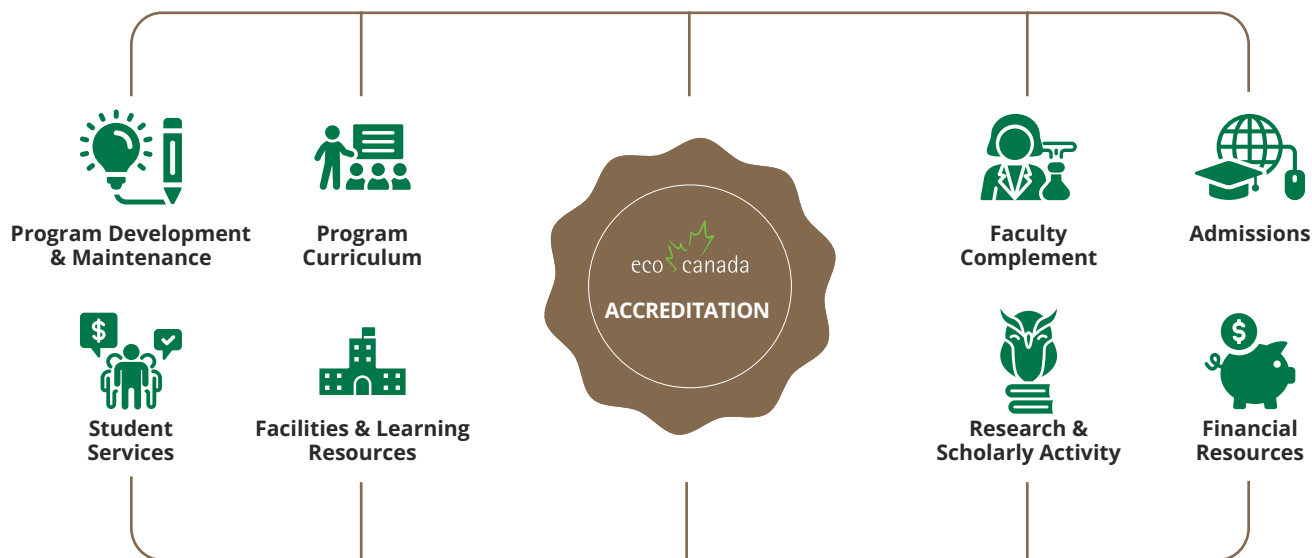 Program Development
& Maintenance
Program
Curriculum
eco canada
ACCREDITATION
Faculty
Complement
Admissions
$
Student
Services
Facilities & Learning
Resources
Research &
Scholarly Activity
$
Financial
Resources